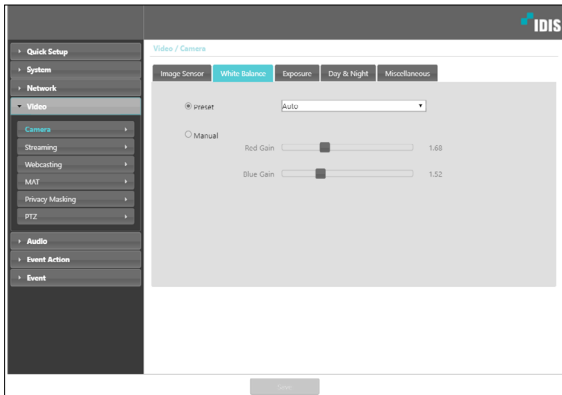 IDIS
Quick Setup
System
Network
Video
Camera
Streaming
Webcasting
MAT
Privacy Masking
PTZ
Audio
Event Action
Event
Video / Camera
Image Sensor White Balance Exposure Day & Night Miscellaneous
Preset Auto
Manual
Red Gain 1.68
Blue Gain 1.52
Save